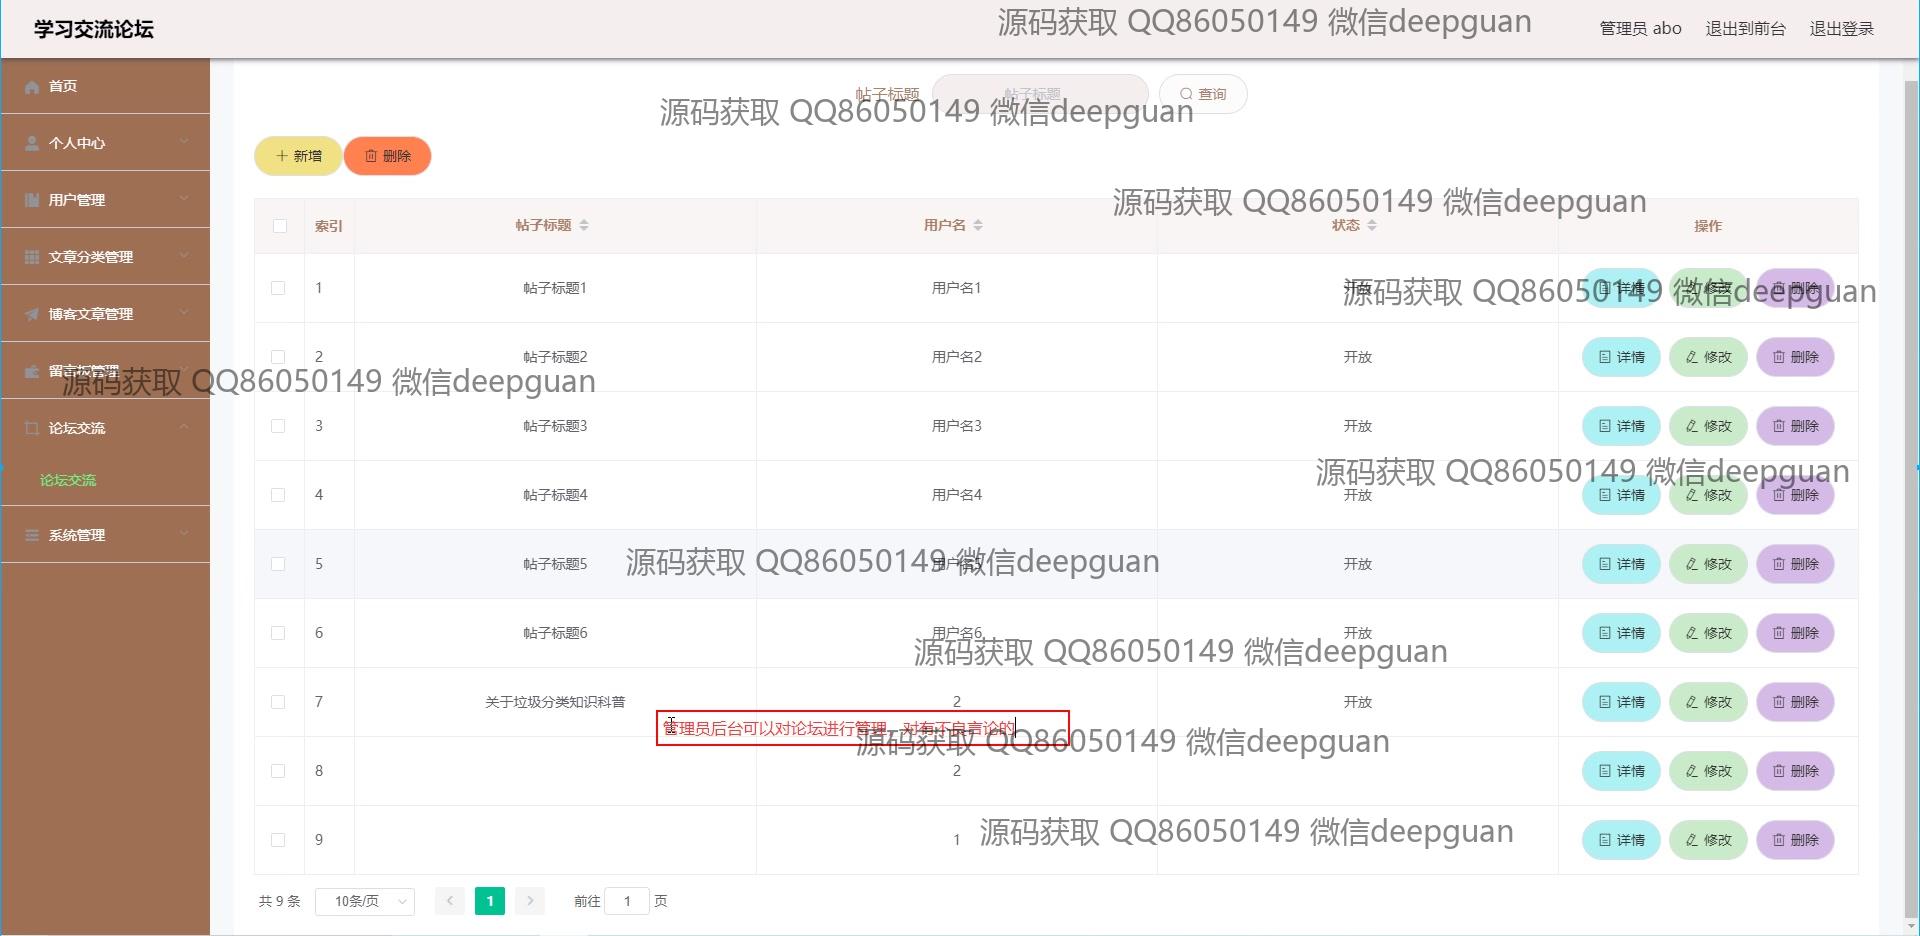 学习交流论坛
源码获取 QQ86050149 微信deepguan
管理员 abo 退出到前台 退出登录
首页
个人中心
用户管理
文章分类管理
博客文章管理
留言板管理
论坛交流
论坛交流
系统管理
帖子标题 帖子标题 查询
源码获取 QQ86050149 微信deepguan
新增 删除
源码获取 QQ86050149 微信deepguan
索引 帖子标题 用户名 状态 操作
1 帖子标题1 用户名1 开放 详情 修改 删除
源码获取 QQ86050149 微信deepguan
2 帖子标题2 用户名2 开放 详情 修改 删除
源码获取 QQ86050149 微信deepguan
3 帖子标题3 用户名3 开放 详情 修改 删除
源码获取 QQ86050149 微信deepguan
4 帖子标题4 用户名4 开放 详情 修改 删除
5 帖子标题5 用户名5 开放 详情 修改 删除
源码获取 QQ86050149 微信deepguan
6 帖子标题6 用户名6 开放 详情 修改 删除
源码获取 QQ86050149 微信deepguan
7 关于垃圾分类知识科普 2 开放 详情 修改 删除
管理员后台可以对论坛进行管理，对有不良言论的
源码获取 QQ86050149 微信deepguan
8 2 详情 修改 删除
9 1 详情 修改 删除
源码获取 QQ86050149 微信deepguan
共 9 条 10条/页 1 前往 1 页